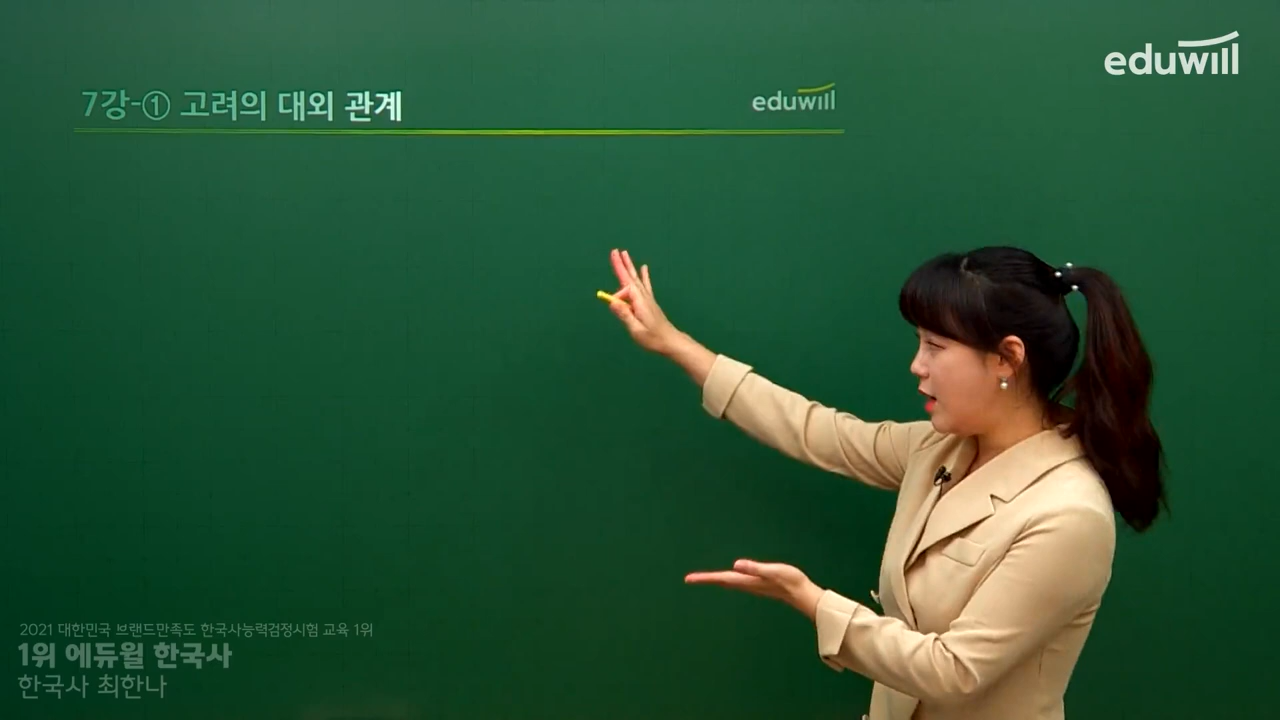 eduwill
7강-① 고려의 대외 관계
eduwill
2021 대한민국 브랜드만족도 한국사능력검정시험 교육 1위
1위 에듀윌 한국사
한국사 최한나